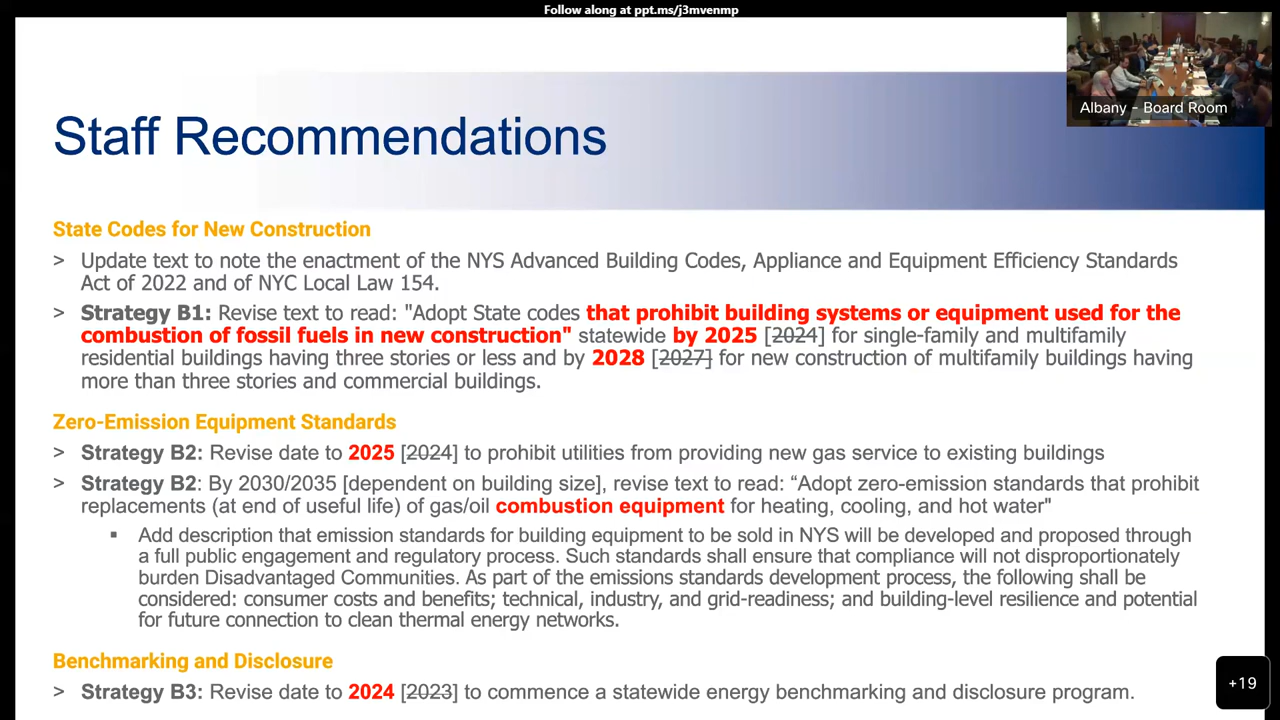 Follow along at ppt.ms/j3mvenmp
Albany - Board Room
Staff Recommendations
State Codes for New Construction
> Update text to note the enactment of the NYS Advanced Building Codes, Appliance and Equipment Efficiency Standards
Act of 2022 and of NYC Local Law 154.
> Strategy B1: Revise text to read: "Adopt State codes that prohibit building systems or equipment used for the
combustion of fossil fuels in new construction" statewide by 2025 [2024] for single-family and multifamily
residential buildings having three stories or less and by 2028 [2027] for new construction of multifamily buildings having
more than three stories and commercial buildings.
Zero-Emission Equipment Standards
> Strategy B2: Revise date to 2025 [2024] to prohibit utilities from providing new gas service to existing buildings
> Strategy B2: By 2030/2035 [dependent on building size], revise text to read: “Adopt zero-emission standards that prohibit
replacements (at end of useful life) of gas/oil combustion equipment for heating, cooling, and hot water"
▪ Add description that emission standards for building equipment to be sold in NYS will be developed and proposed through
a full public engagement and regulatory process. Such standards shall ensure that compliance will not disproportionately
burden Disadvantaged Communities. As part of the emissions standards development process, the following shall be
considered: consumer costs and benefits; technical, industry, and grid-readiness; and building-level resilience and potential
for future connection to clean thermal energy networks.
Benchmarking and Disclosure
> Strategy B3: Revise date to 2024 [2023] to commence a statewide energy benchmarking and disclosure program.
+19